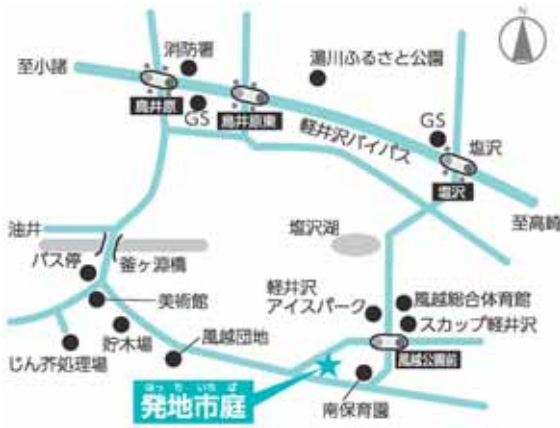 消防署
湯川ふるさと公園
至小諸
鳥井原
GS
鳥井原東
軽井沢バイパス
GS
塩沢
塩沢
至高崎
油井
塩沢湖
バス停
釜ヶ淵橋
美術館
軽井沢
アイスパーク
風越総合体育館
スカップ軽井沢
貯木場
風越団地
じん芥処理場
風越公園前
はっちいちば
発地市庭
南保育園